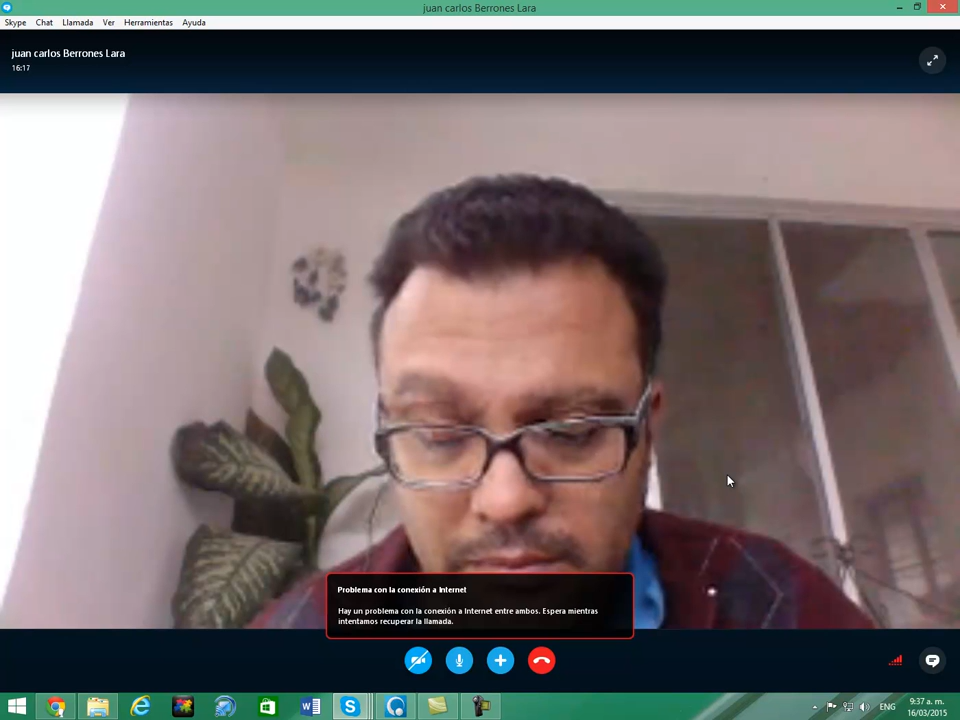 juan carlos Berrones Lara
Skype Chat Llamada Ver Herramientas Ayuda
juan carlos Berrones Lara
16:17
Problema con la conexión a Internet
Hay un problema con la conexión a Internet entre ambos. Espera mientras
intentamos recuperar la llamada.
ENG
9:37 a. m.
16/03/2015